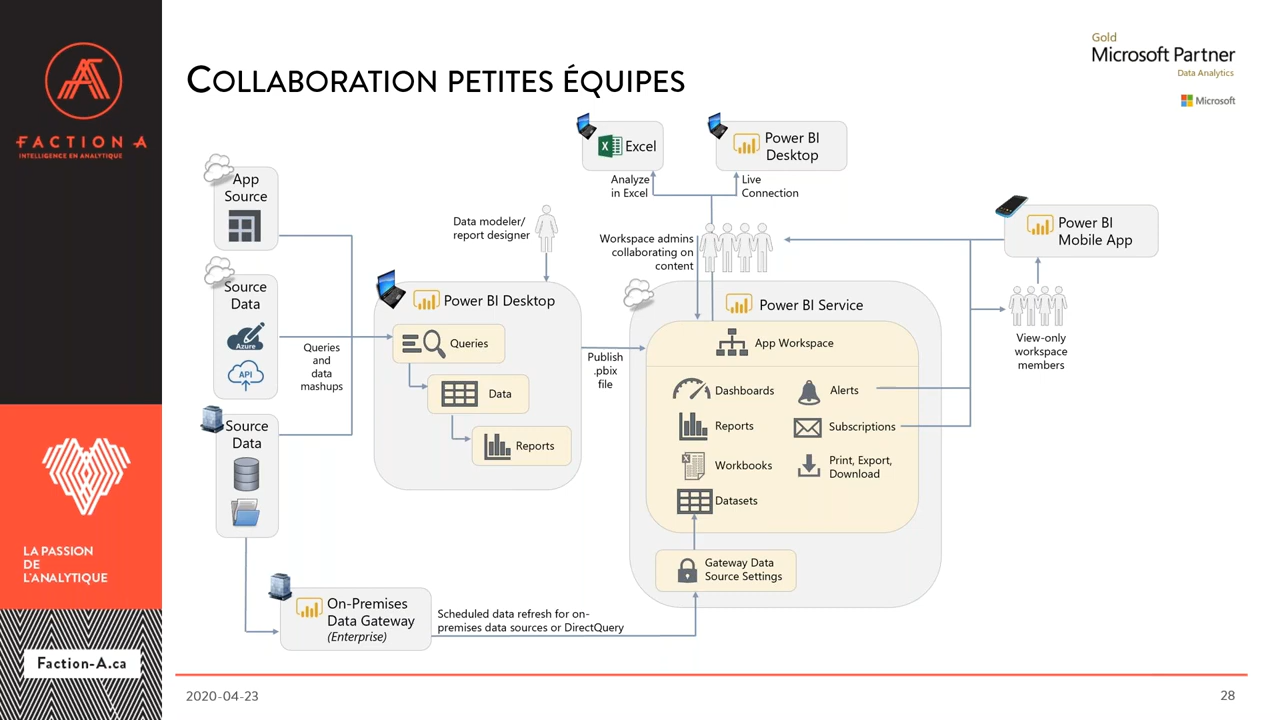 FACTION A
INTELLIGENCE EN ANALYTIQUE
LA PASSION
DE
L'ANALYTIQUE
Faction-A.ca
COLLABORATION PETITES ÉQUIPES
Gold
Microsoft Partner
Data Analytics
Microsoft
App
Source
Source
Data
Azure
API
Source
Data
Queries
and
data
mashups
Data modeler/
report designer
Power BI Desktop
Queries
Data
Reports
Publish
.pbix
file
Excel
Power BI
Desktop
Analyze
in Excel
Live
Connection
Workspace admins
collaborating on
content
Power BI Service
App Workspace
Dashboards
Alerts
Reports
Subscriptions
Workbooks
Print, Export,
Download
Datasets
Gateway Data
Source Settings
Power BI
Mobile App
View-only
workspace
members
On-Premises
Data Gateway
(Enterprise)
Scheduled data refresh for on-
premises data sources or DirectQuery
2020-04-23
28